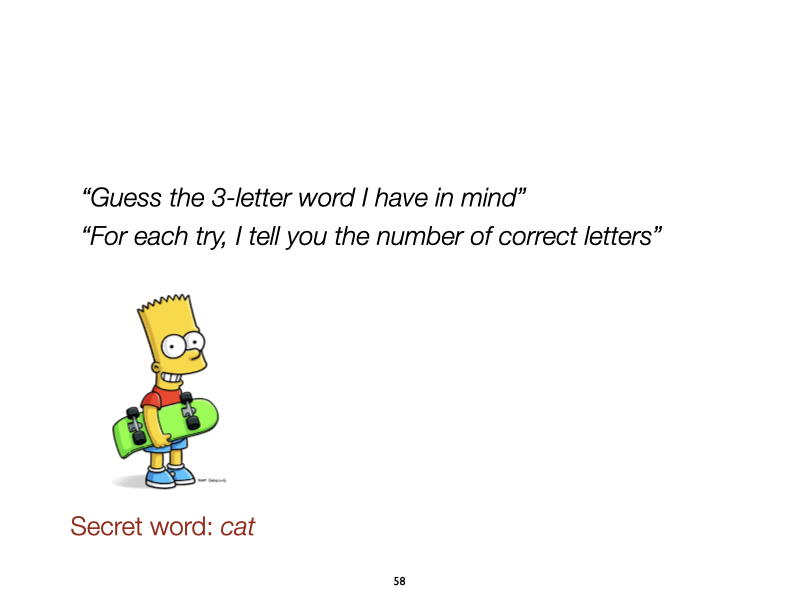 “Guess the 3-letter word I have in mind”
“For each try, I tell you the number of correct letters”
Secret word: cat
58